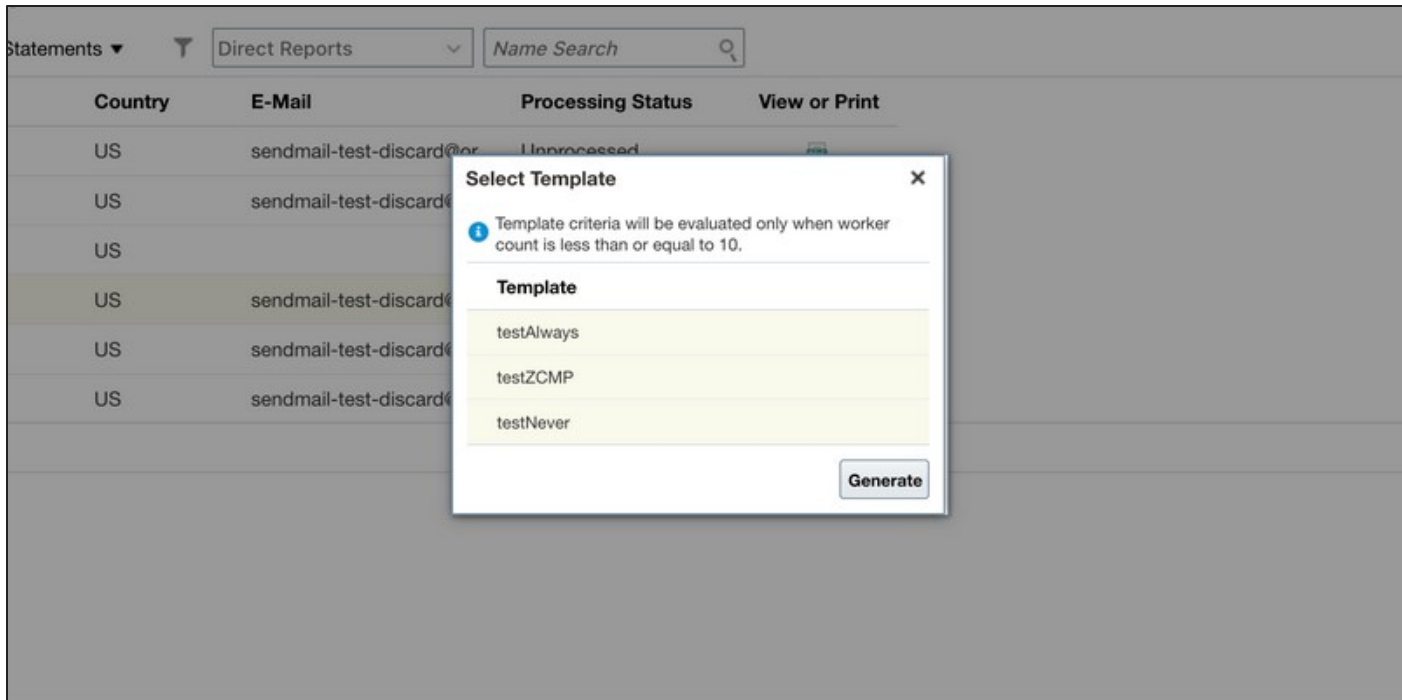 Statements
Direct Reports
Name Search
Country E-Mail Processing Status View or Print
US sendmail-test-discard@or Unprocessed
US sendmail-test-discard
US
US sendmail-test-discard
US sendmail-test-discard
US sendmail-test-discard
Select Template
Template criteria will be evaluated only when worker
count is less than or equal to 10.
Template
testAlways
testZCMP
testNever
Generate